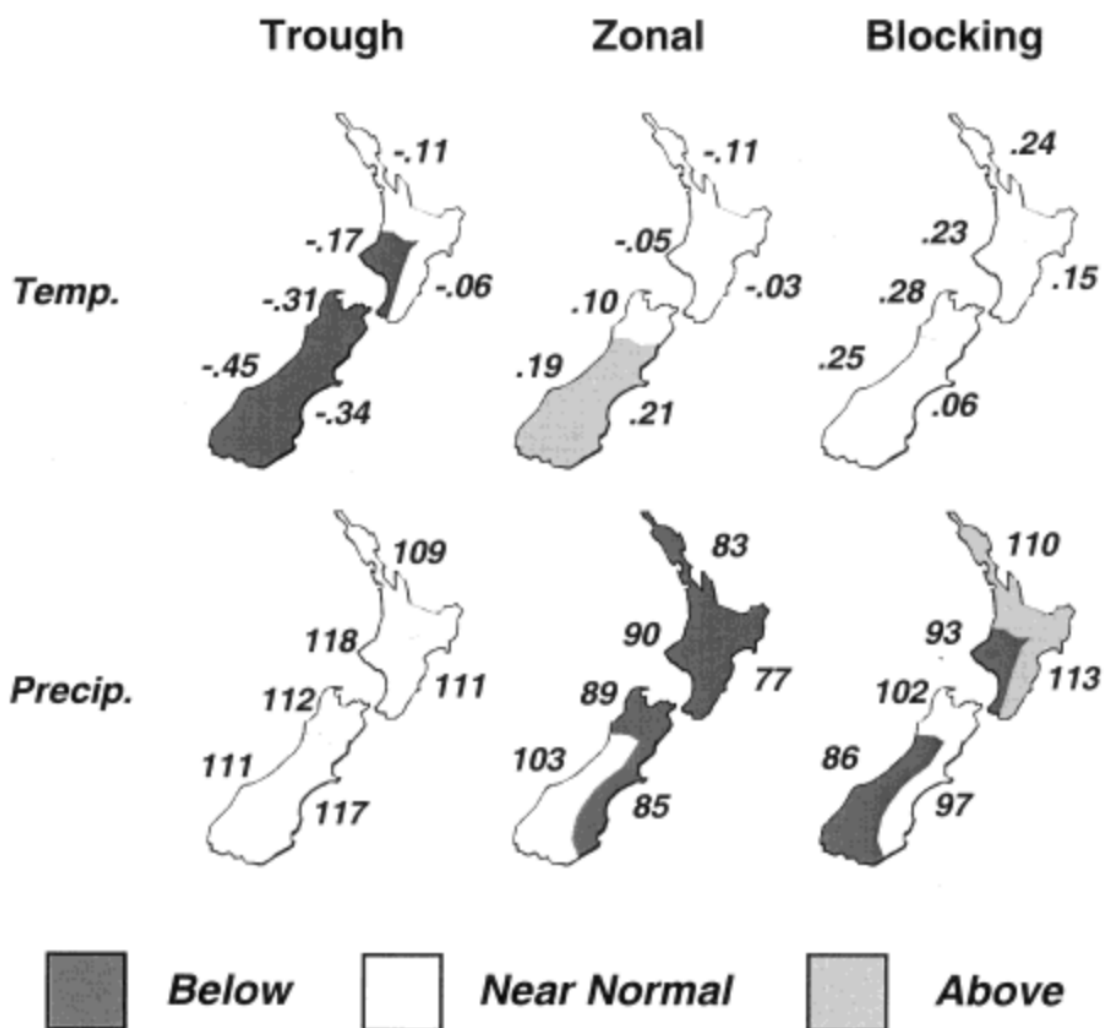 Trough Zonal Blocking
-.11 -.11 .24
-.17 -.05 .23
Temp. -.06 -.03 .15
-.31 .10 .28
-.45 .19 .25
-.34 .21 .06
109 83 110
118 90 93
Precip. 111 77 113
112 89 102
111 103 86
117 85 97
Below Near Normal Above